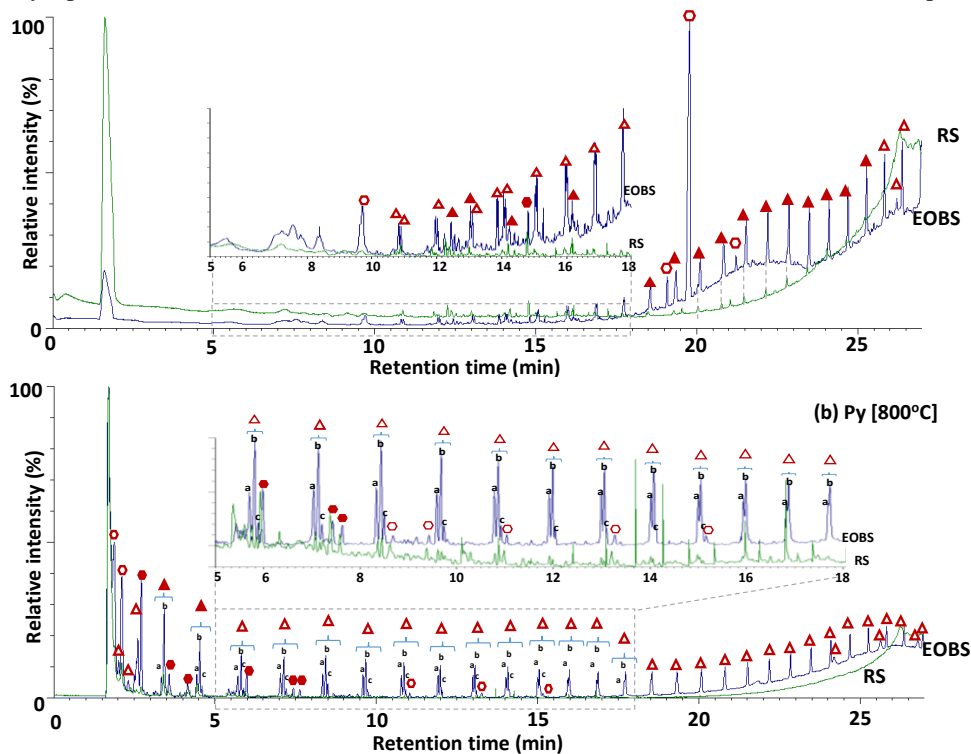 100
Relative intensity (%)
RS
EOBS
EOBS
RS
5 6 7 8 9 10 12 14 16 18
0
0 5 10 15 20 25
Retention time (min)
100
(b) Py [800°C]
Relative intensity (%)
b b b b b b b b b b b b
a a a a a a a a a a a a
c c c c c c c
EOBS
RS
5 6 8 10 12 14 16 18
b b b b b b b b b b b b b b
a a a a a a a a a a a
c c c c c c c c c
EOBS
RS
0
0 5 10 15 20 25
Retention time (min)